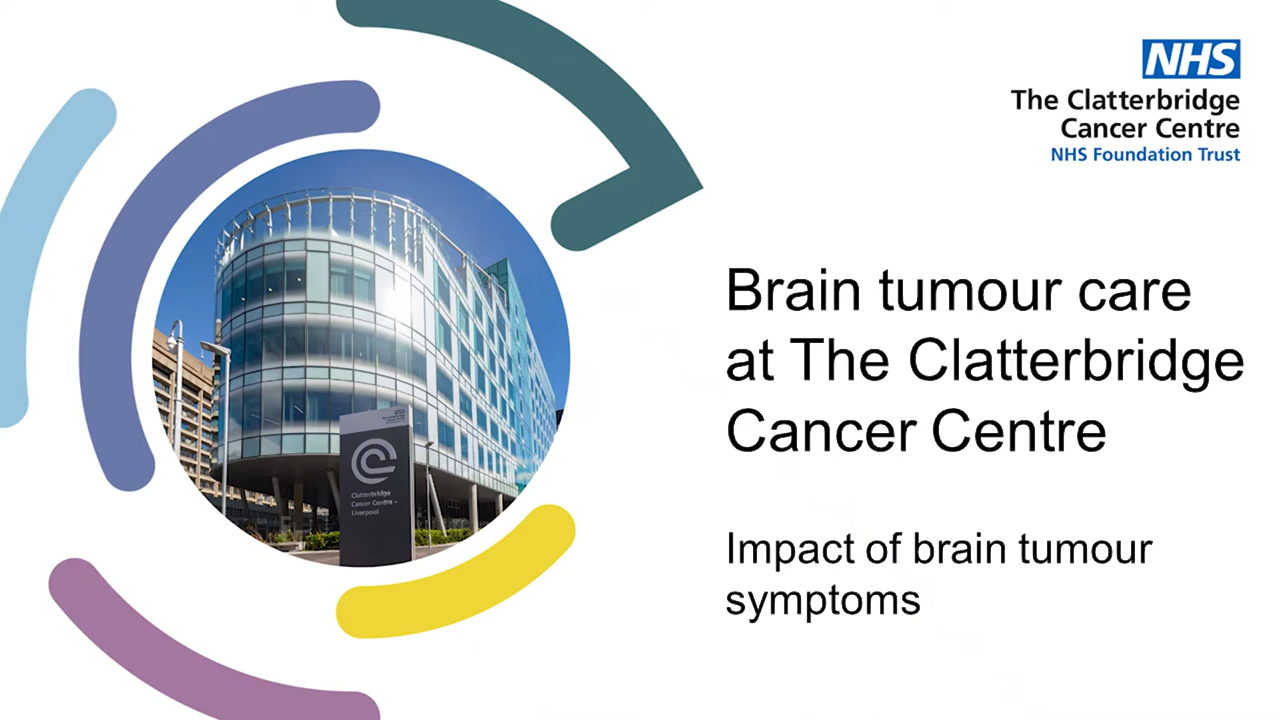 NHS
The Clatterbridge
Cancer Centre
NHS Foundation Trust
Brain tumour care
at The Clatterbridge
Cancer Centre
Impact of brain tumour
symptoms
Clatterbridge
Cancer Centre -
Liverpool